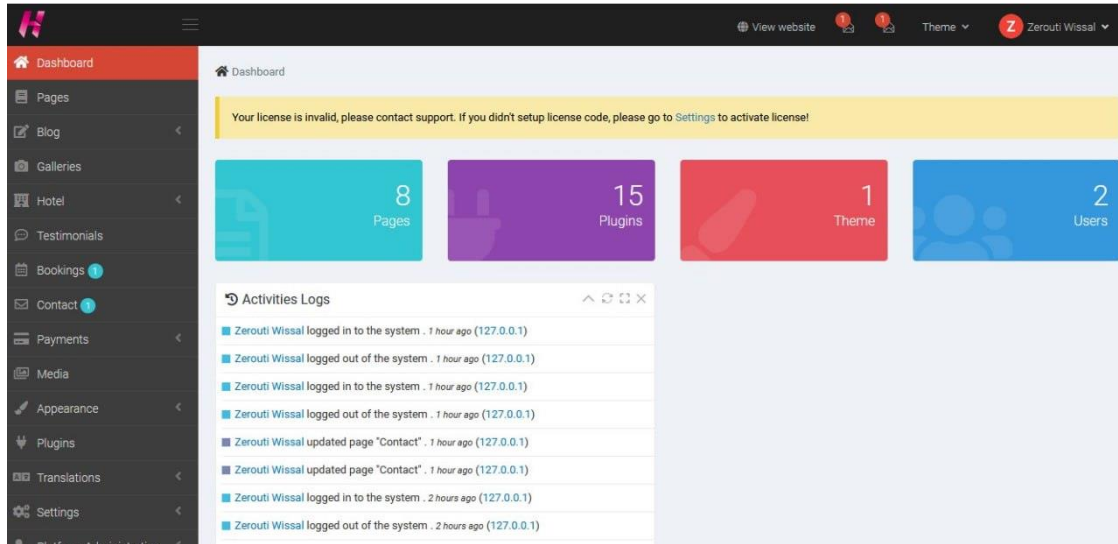 H
View website 1 1 Theme Z Zerouti Wissal
Dashboard
Pages
Blog
Galleries
Hotel
Testimonials
Bookings 1
Contact 1
Payments
Media
Appearance
Plugins
Translations
Settings
Dashboard
Your license is invalid, please contact support. If you didn't setup license code, please go to Settings to activate license!
8
Pages
15
Plugins
1
Theme
2
Users
Activities Logs
Zerouti Wissal logged in to the system . 1 hour ago (127.0.0.1)
Zerouti Wissal logged out of the system . 1 hour ago (127.0.0.1)
Zerouti Wissal logged in to the system . 1 hour ago (127.0.0.1)
Zerouti Wissal logged out of the system . 1 hour ago (127.0.0.1)
Zerouti Wissal updated page "Contact" . 1 hour ago (127.0.0.1)
Zerouti Wissal updated page "Contact" . 1 hour ago (127.0.0.1)
Zerouti Wissal logged in to the system . 2 hours ago (127.0.0.1)
Zerouti Wissal logged out of the system . 2 hours ago (127.0.0.1)